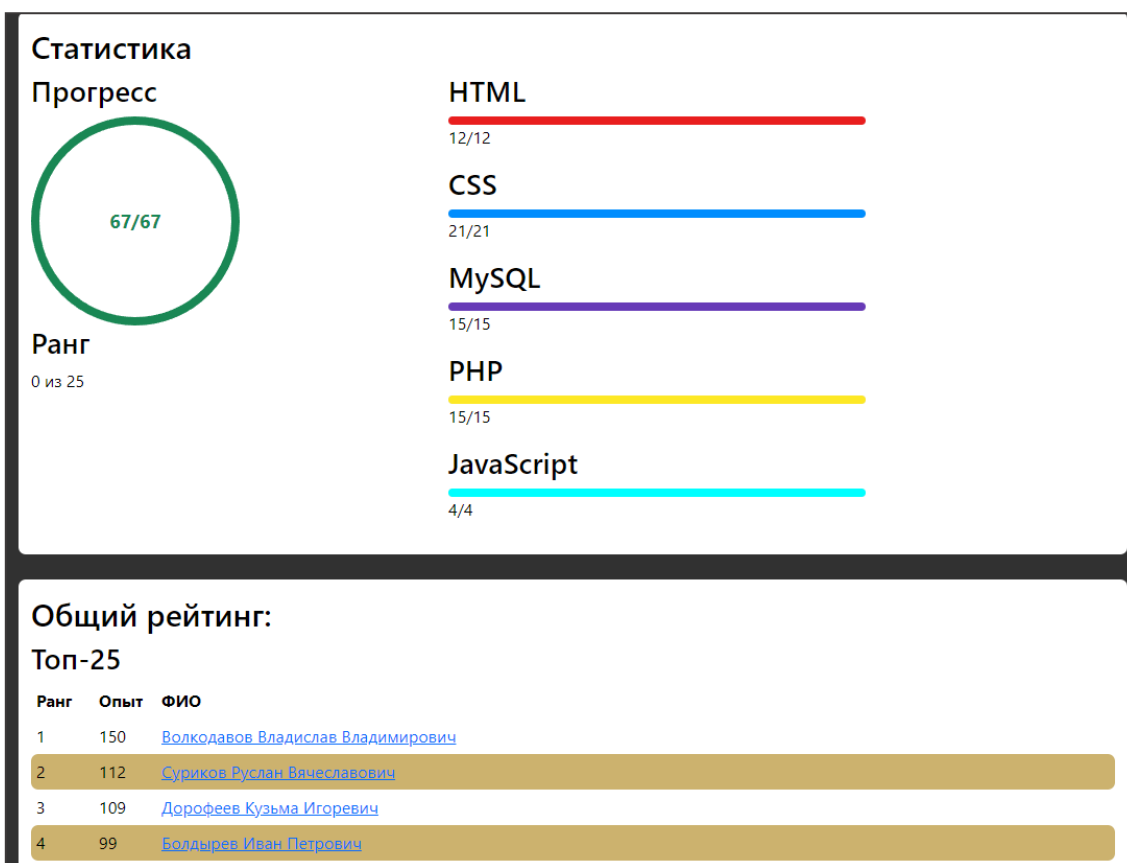 Статистика
Прогресс
67/67
Ранг
0 из 25
HTML
12/12
CSS
21/21
MySQL
15/15
PHP
15/15
JavaScript
4/4
Общий рейтинг:
Топ-25
Ранг Опыт ФИО
1 150 Волкодавов Владислав Владимирович
2 112 Суриков Руслан Вячеславович
3 109 Дорофеев Кузьма Игоревич
4 99 Болдырев Иван Петрович